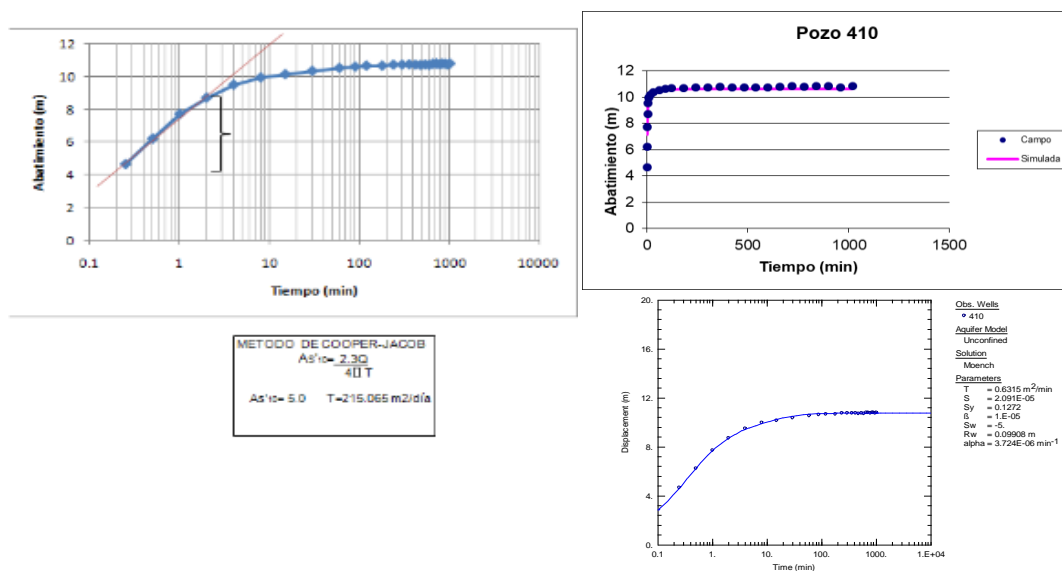 12
10
8
6
4
2
0
Abatimiento (m)
0.1 1 10 100 1000 10000
Tiempo (min)
METODO DE COOPER-JACOB
As'10= 2.3Q
4 T
As'10= 5.0 T=215.065 m2/día
Pozo 410
12
10
8
6
4
2
0
Abatimiento (m)
0 500 1000 1500
Tiempo (min)
Campo
Simulada
20.
16.
12.
8.
4.
0.
Displacement (m)
0.1 1. 10. 100. 1000. 1.E+04
Time (min)
Obs. Wells
410
Aquifer Model
Unconfined
Solution
Moench
Parameters
T = 0.6315 m²/min
S = 2.091E-05
Sy = 0.1272
ß = 1.E-05
Sw = -5.
Rw = 0.09908 m
alpha = 3.724E-06 min⁻¹